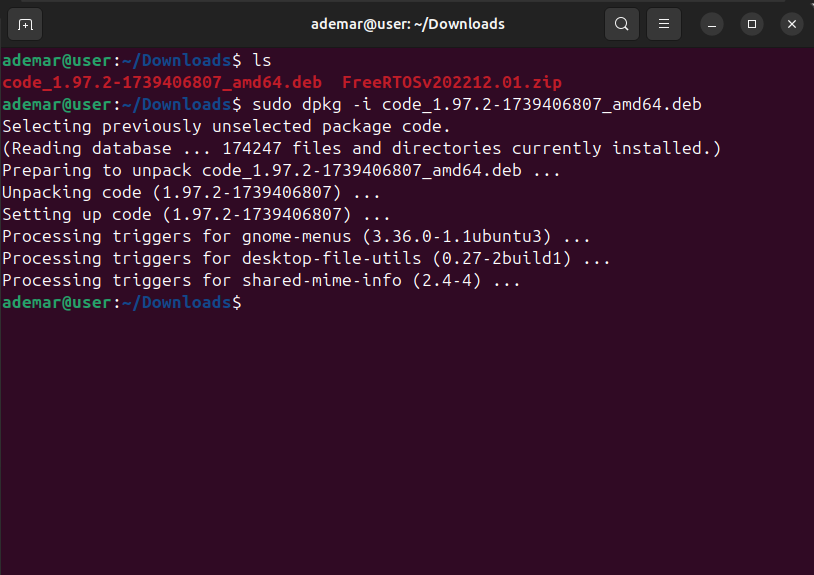 ademar@user: ~/Downloads
ademar@user:~/Downloads$ ls
code_1.97.2-1739406807_amd64.deb  FreeRTOSv202212.01.zip
ademar@user:~/Downloads$ sudo dpkg -i code_1.97.2-1739406807_amd64.deb
Selecting previously unselected package code.
(Reading database ... 174247 files and directories currently installed.)
Preparing to unpack code_1.97.2-1739406807_amd64.deb ...
Unpacking code (1.97.2-1739406807) ...
Setting up code (1.97.2-1739406807) ...
Processing triggers for gnome-menus (3.36.0-1.1ubuntu3) ...
Processing triggers for desktop-file-utils (0.27-2build1) ...
Processing triggers for shared-mime-info (2.4-4) ...
ademar@user:~/Downloads$